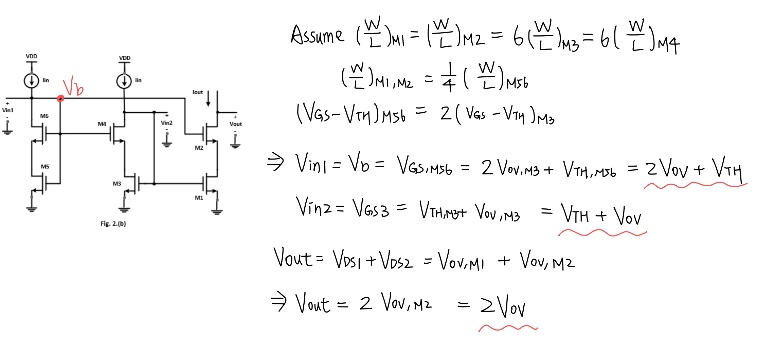 Assume (W/L)M1 = (W/L)M2 = 6(W/L)M3 = 6(W/L)M4
(W/L)M1,M2 = 1/4 (W/L)M56
(VGS-VTH)M56 = 2(VGS-VTH)M3
⇒ Vin1 = Vb = VGS,M56 = 2VOV,M3 + VTH,M56 = 2VOV + VTH
Vin2 = VGS3 = VTH,M3 + VOV,M3 = VTH + VOV
Vout = VDS1 + VDS2 = VOV,M1 + VOV,M2
⇒ Vout = 2 VOV,M2 = 2VOV
VDD
VDD
Iin
Vb
Iin
Iout
Vin1
M6
M4
Vin2
Vout
M2
M5
M3
M1
Fig. 2.(b)